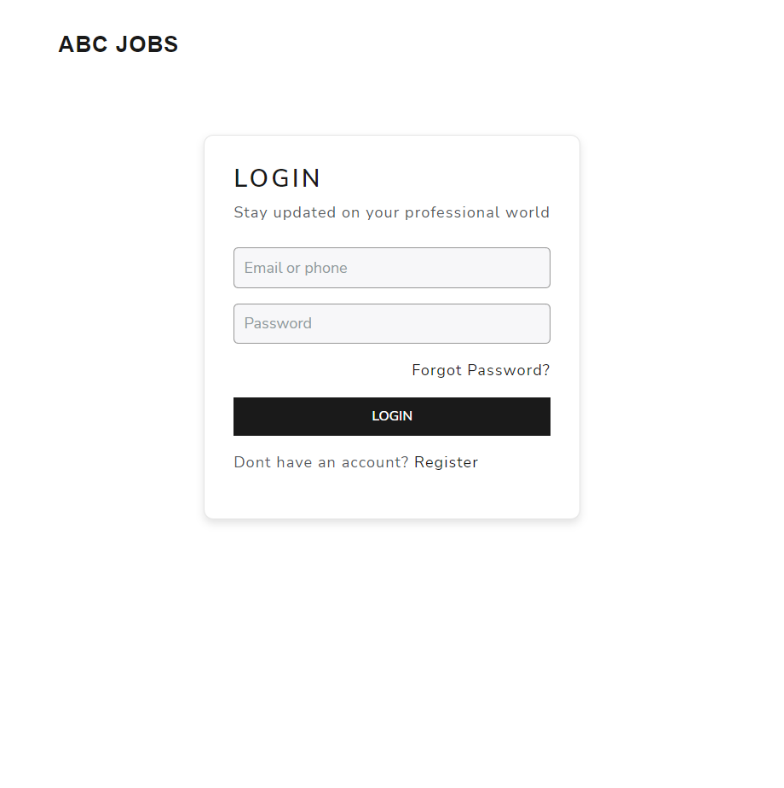 ABC JOBS
LOGIN
Stay updated on your professional world
Email or phone
Password
Forgot Password?
LOGIN
Dont have an account? Register